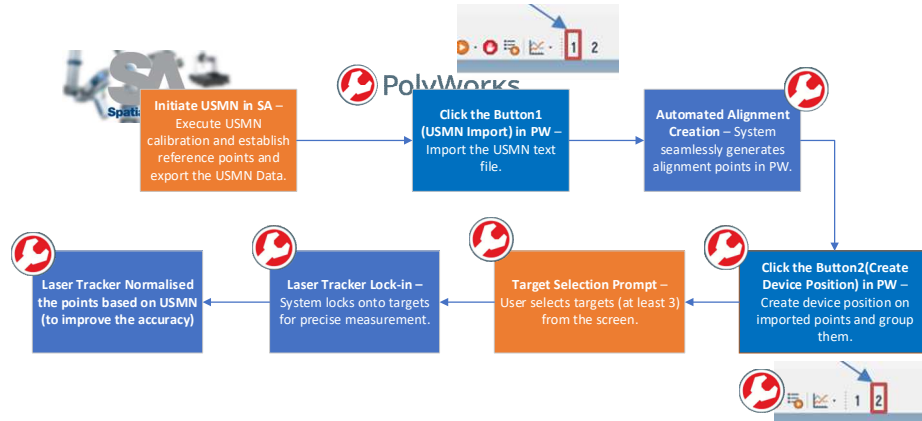 1 2
SA
Spatia
PolyWorks
Initiate USMN in SA –
Execute USMN
calibration and establish
reference points and
export the USMN Data.
Click the Button1
(USMN Import) in PW –
Import the USMN text
file.
Automated Alignment
Creation – System
seamlessly generates
alignment points in PW.
Laser Tracker Normalised
the points based on USMN
(to improve the accuracy)
Laser Tracker Lock-in –
System locks onto targets
for precise measurement.
Target Selection Prompt –
User selects targets (at least 3)
from the screen.
Click the Button2(Create
Device Position) in PW –
Create device position on
imported points and group
them.
1 2